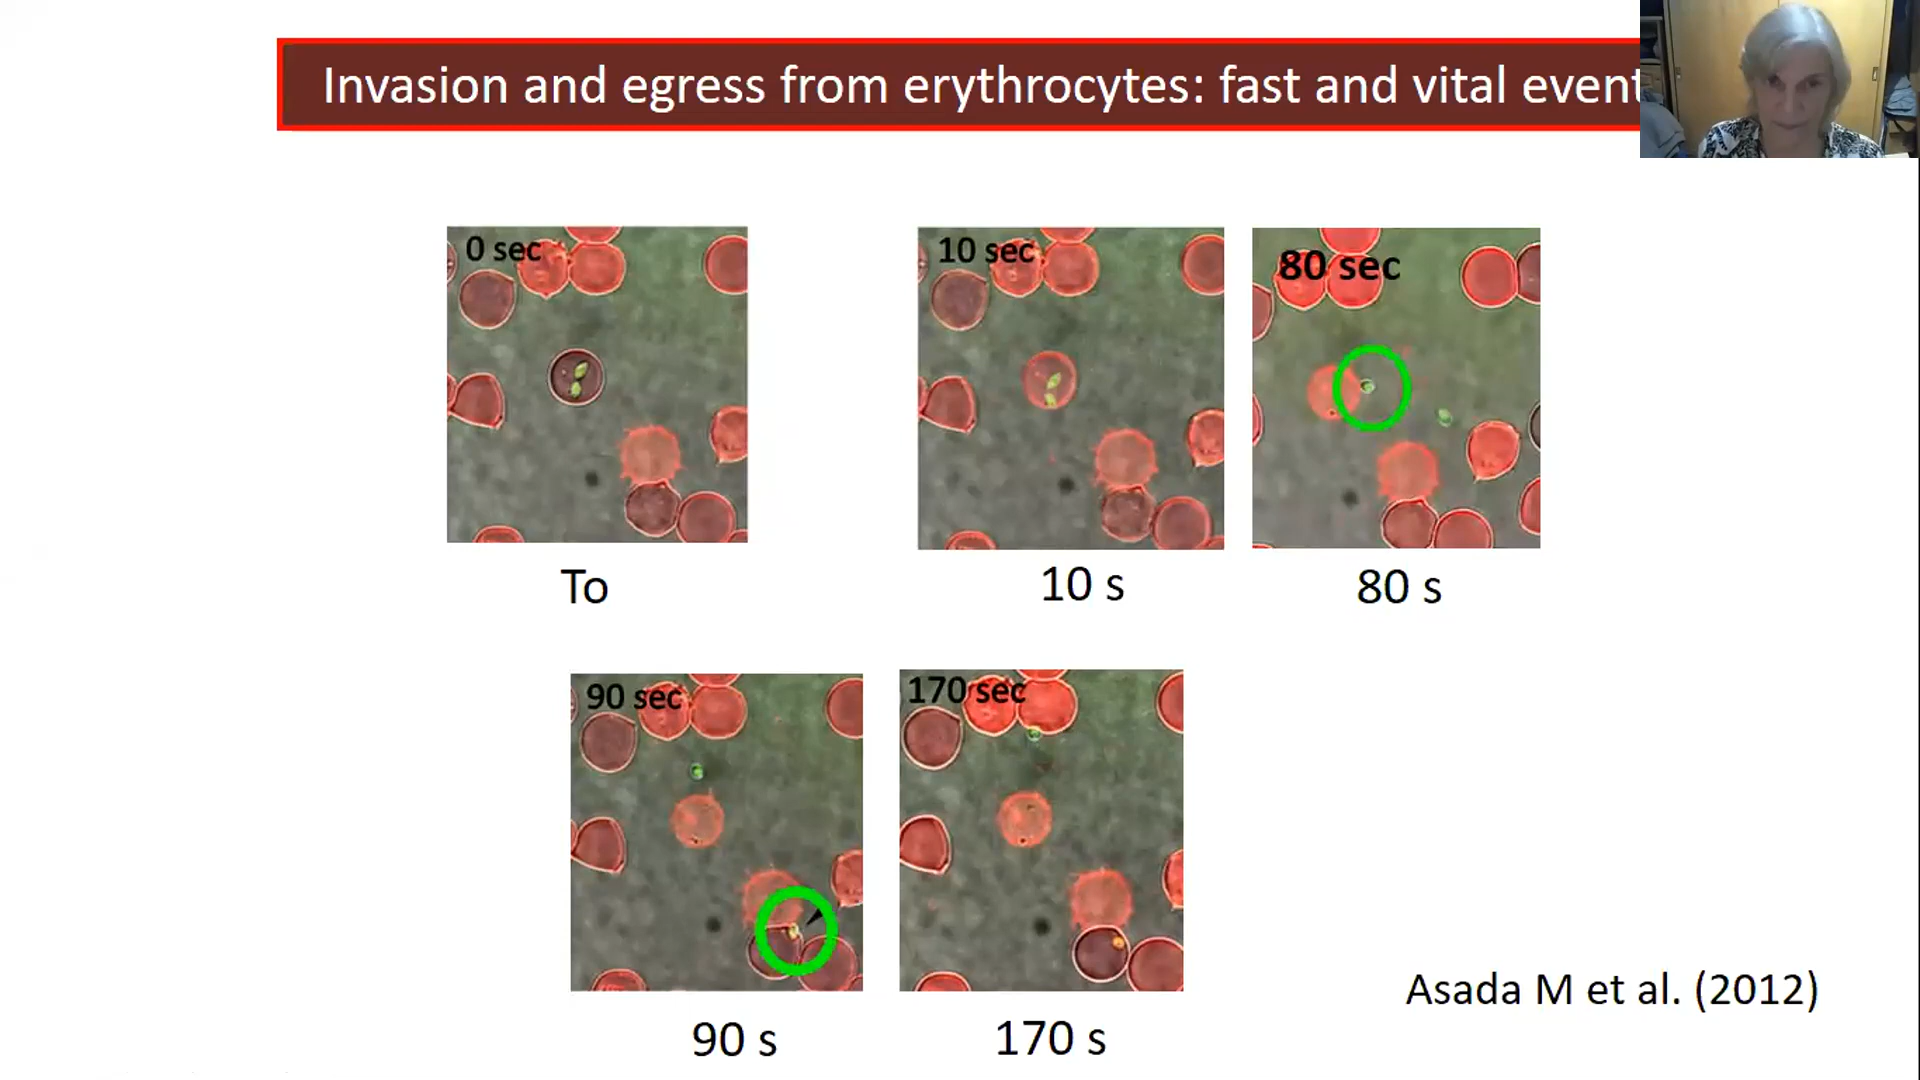 Invasion and egress from erythrocytes: fast and vital event
0 sec
10 sec
80 sec
To
10 s
80 s
90 sec
170 sec
90 s
170 s
Asada M et al. (2012)